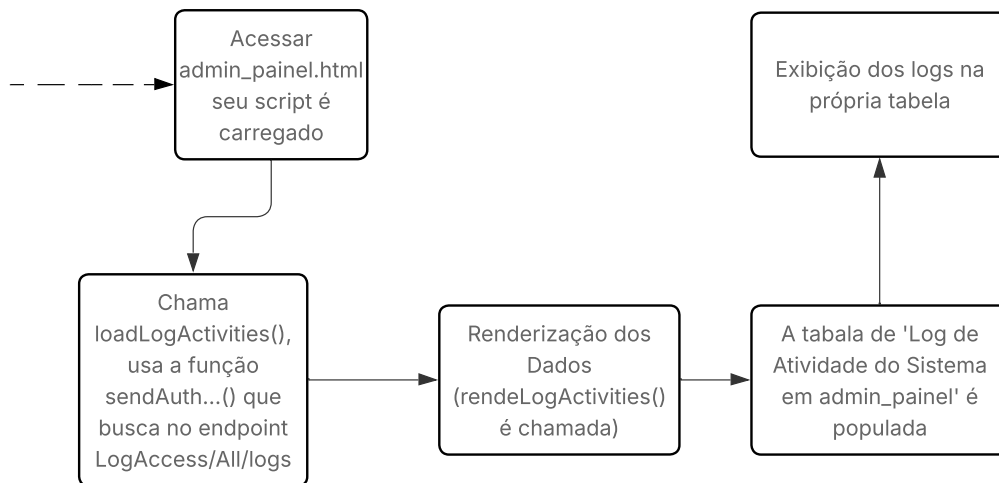 Acessar
admin_painel.html
seu script é
carregado
Chama
loadLogActivities(),
usa a função
sendAuth...() que
busca no endpoint
LogAccess/All/logs
Renderização dos
Dados
(rendeLogActivities()
é chamada)
A tabala de 'Log de
Atividade do Sistema
em admin_painel' é
populada
Exibição dos logs na
própria tabela